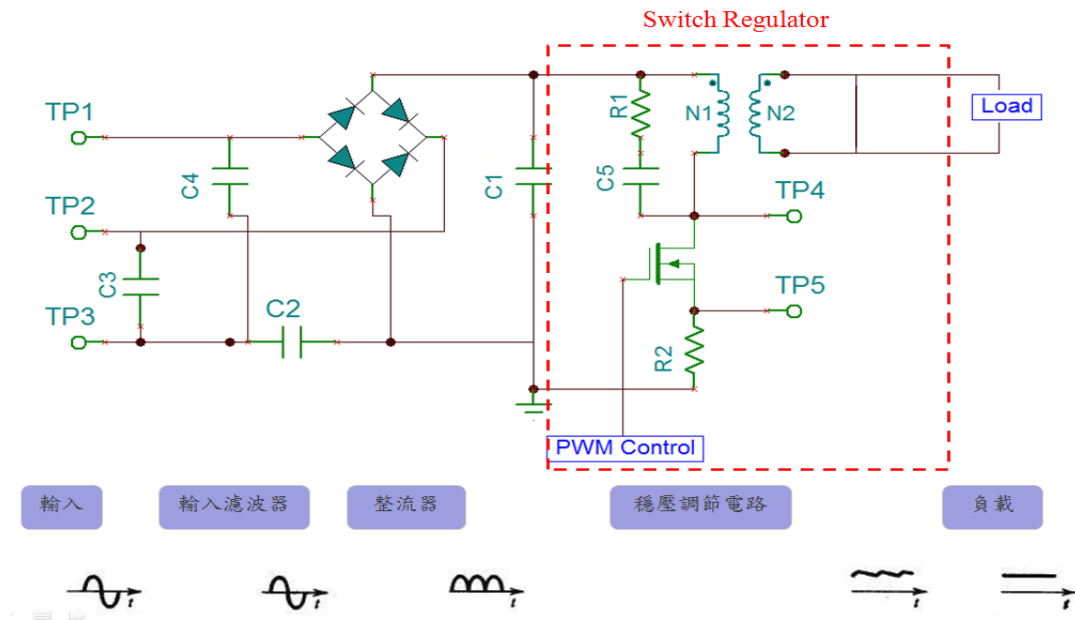 Switch Regulator
TP1
R1
N1
N2
Load
C4
C1
C5
TP2
TP4
C3
C2
TP3
TP5
R2
PWM Control
輸入
輸入濾波器
整流器
穩壓調節電路
負載
t
t
t
t
t